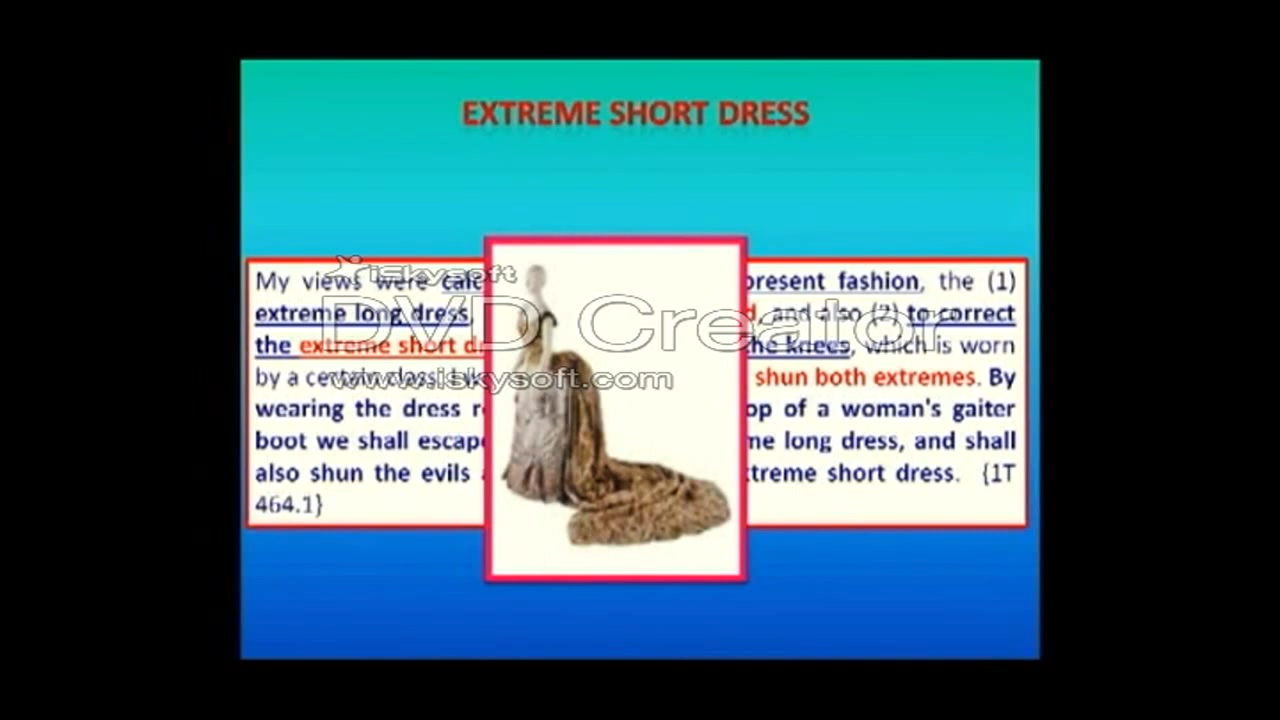 EXTREME SHORT DRESS
My views were calc present fashion, the (1)
extreme long dress, d, and also (2) to correct
the extreme short d the knees, which is worn
by a certain class. I shun both extremes. By
wearing the dress r op of a woman's gaiter
boot we shall escape me long dress, and shall
also shun the evils treme short dress. {1T
464.1}
iSkysoft
DVD Creator
www.iskysoft.com